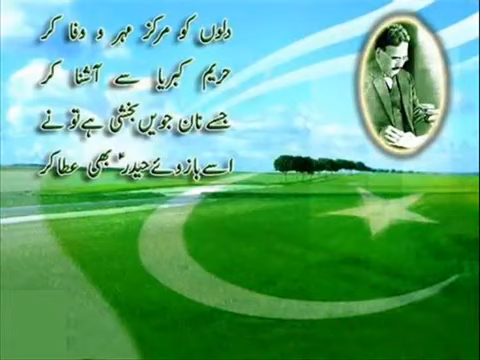 دلوں کو مرکز مہر و وفا کر
حریم کبریا سے آشنا کر
جسے نان جویں بخشی ہے تو نے
اسے بازوئے حیدرؑ بھی عطا کر